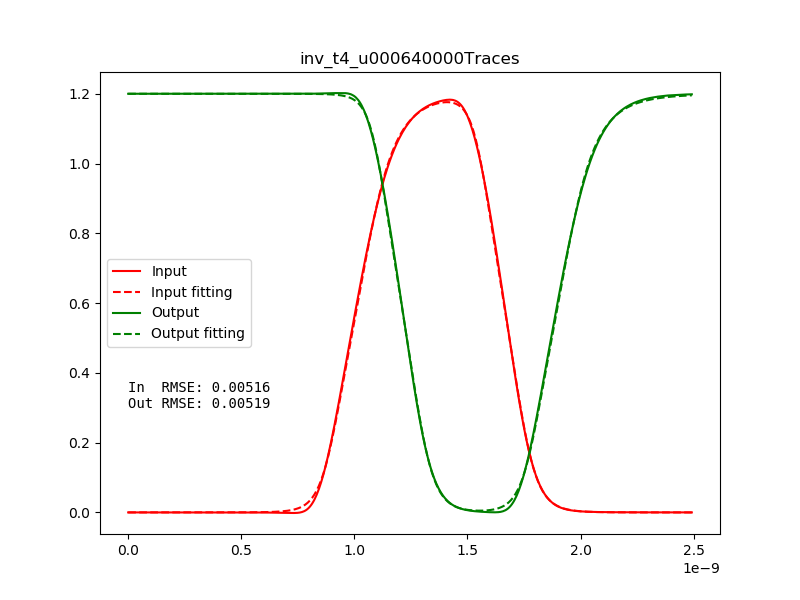 inv_t4_u000640000Traces
1.2
1.0
0.8
0.6
0.4
0.2
0.0
Input
Input fitting
Output
Output fitting
In  RMSE: 0.00516
Out RMSE: 0.00519
0.0
0.5
1.0
1.5
2.0
2.5
1e−9